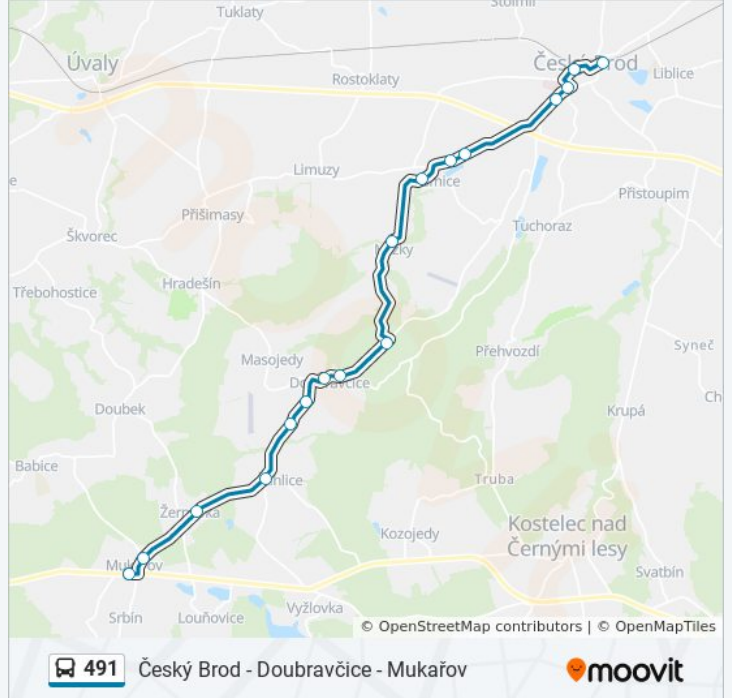 Tuklaty
Stolmíř
Úvaly
Český Brod
Rostoklaty
Liblice
Limuzy
Přistoupim
Přišimasy
Škvorec
Tuchoraz
Třebohostice
Hradešín
Masojedy
Přehvozdí
Syneč
Doubravčice
Doubek
Krupá
Babice
Truba
Kostelec nad
Černými lesy
Kozojedy
Mukařov
Svatbín
Srbín
Louňovice
Vyžlovka
© OpenStreetMap contributors | © OpenMapTiles
491
Český Brod - Doubravčice - Mukařov
moovit